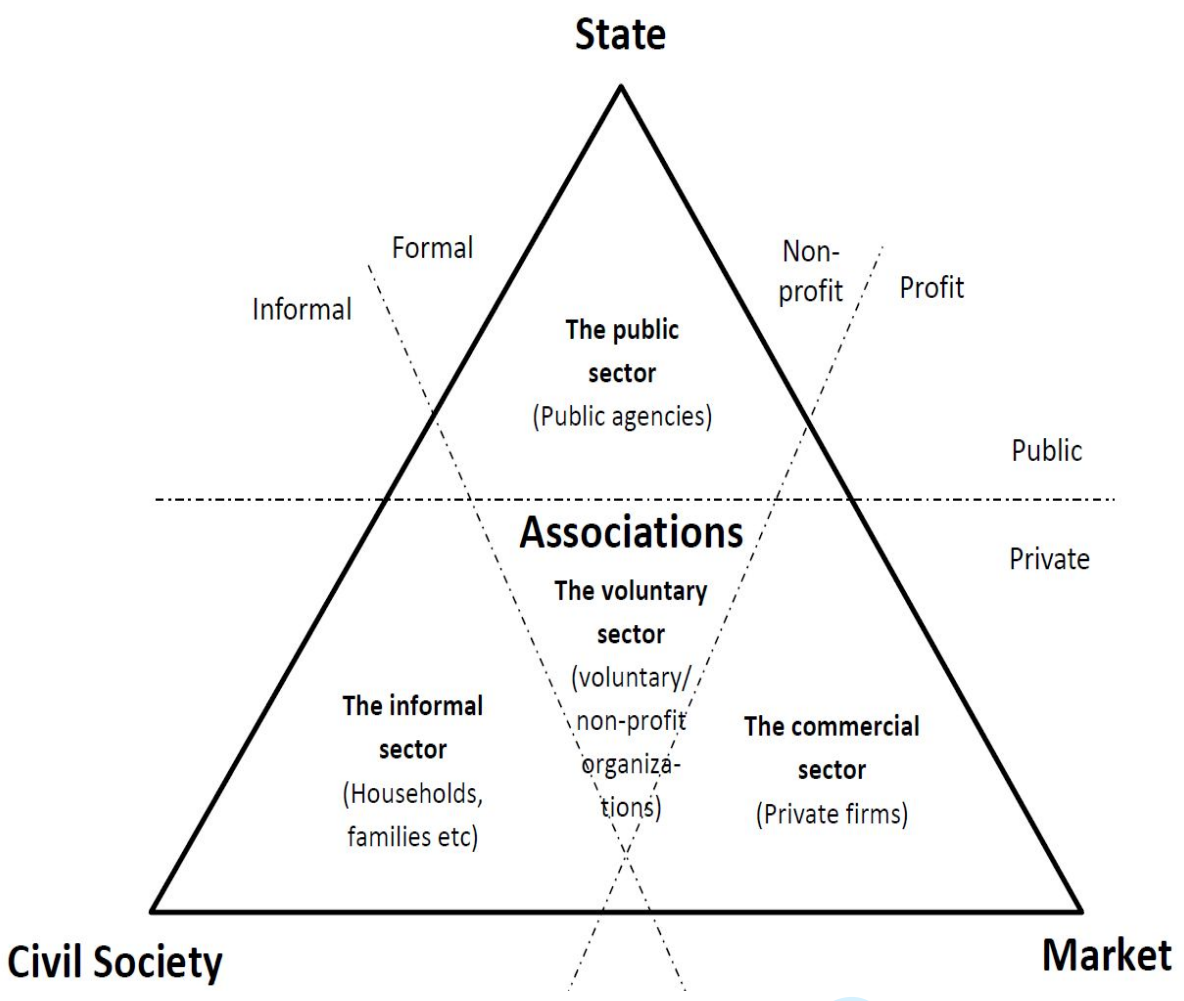 State
Formal
Non-
profit
Informal
Profit
The public
sector
(Public agencies)
Public
Associations
Private
The voluntary
sector
(voluntary/
non-profit
organiza-
tions)
The informal
sector
(Households,
families etc)
The commercial
sector
(Private firms)
Civil Society
Market